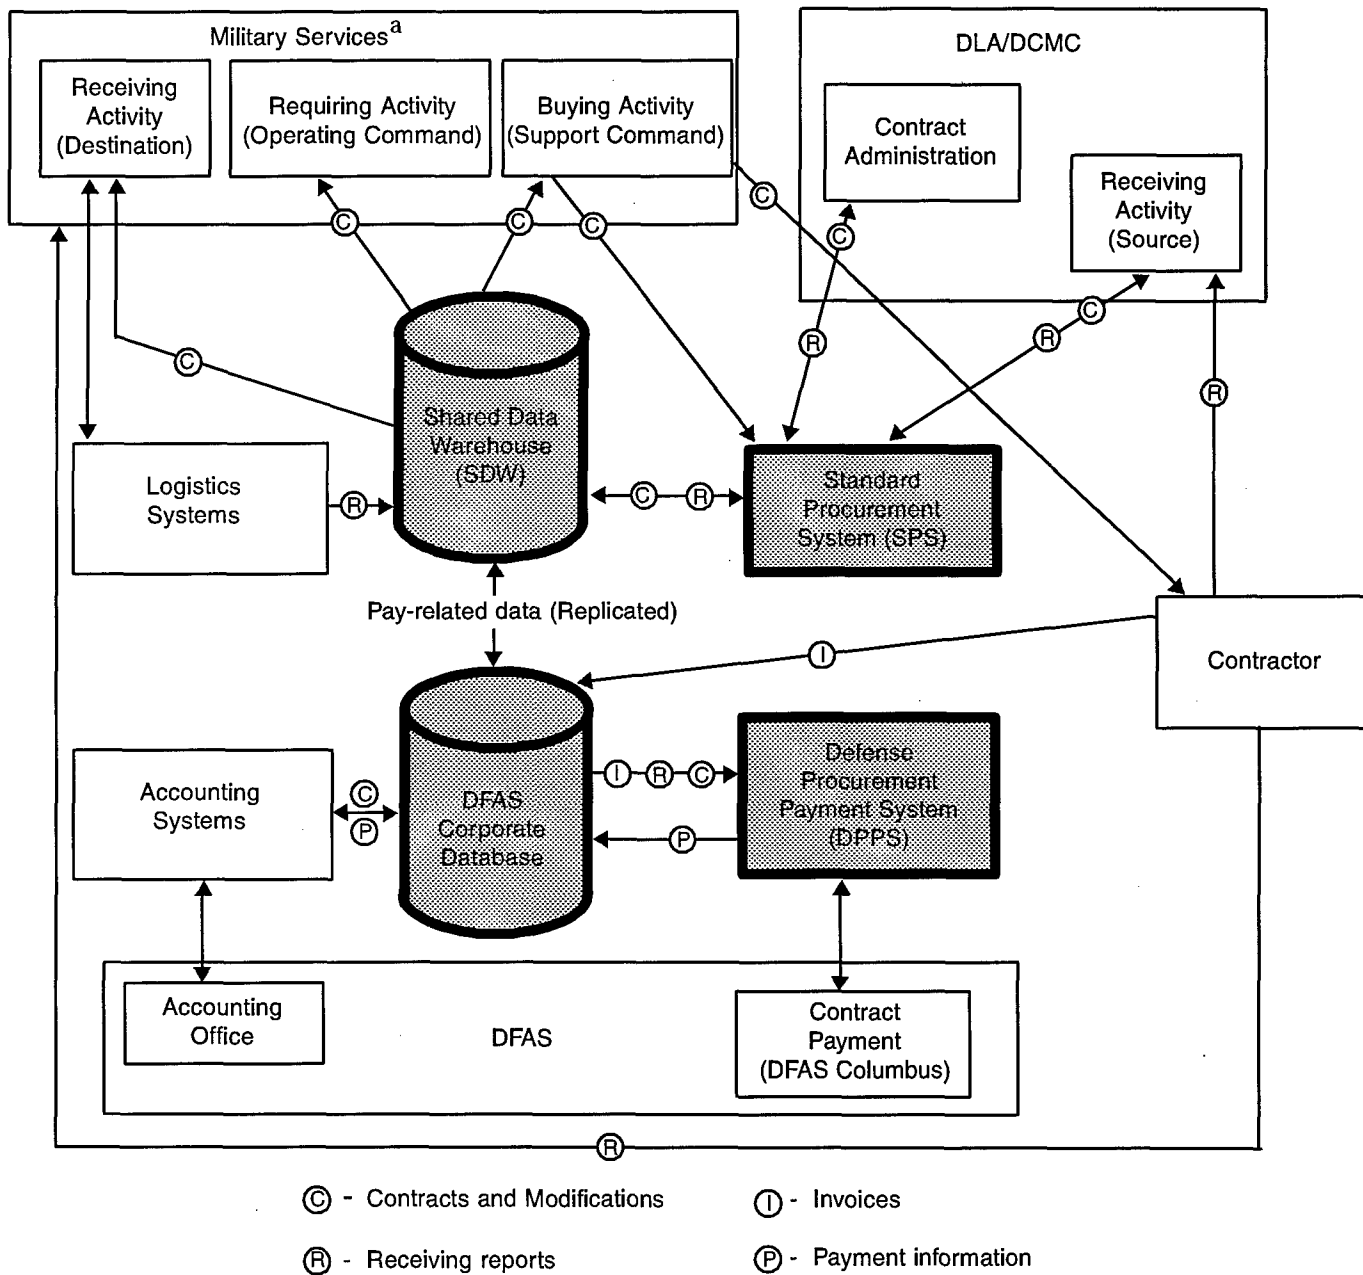 Military Servicesa
Receiving
Activity
(Destination)
Requiring Activity
(Operating Command)
Buying Activity
(Support Command)
DLA/DCMC
Contract
Administration
Receiving
Activity
(Source)
C
C
C
C
C
C
R
C
R
R
C
Shared Data
Warehouse
(SDW)
Logistics
Systems
R
C R
Standard
Procurement
System (SPS)
Pay-related data (Replicated)
I
Contractor
Accounting
Systems
C
P
DFAS
Corporate
Database
I R C
P
Defense
Procurement
Payment System
(DPPS)
Accounting
Office
DFAS
Contract
Payment
(DFAS Columbus)
R
C - Contracts and Modifications
I - Invoices
R - Receiving reports
P - Payment information